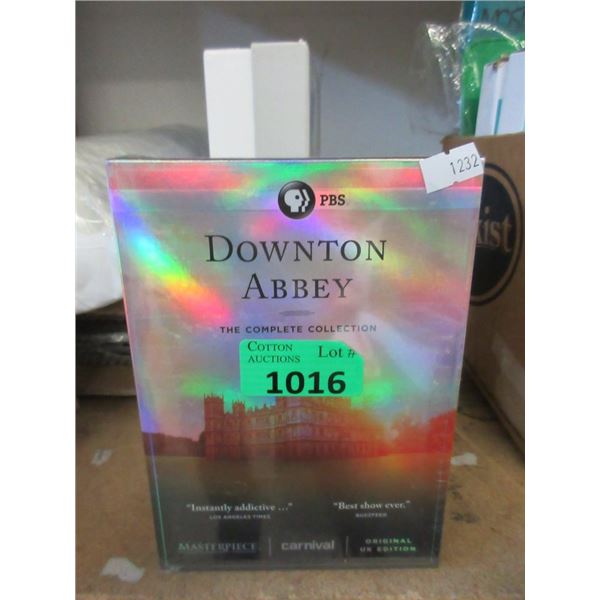 1232
PBS
DOWNTON
ABBEY
THE COMPLETE COLLECTION
COTTON
AUCTIONS
Lot #
1016
"Instantly addictive ..."
LOS ANGELES TIMES
"Best show ever."
BUZZFEED
MASTERPIECE
carnival
ORIGINAL
UK EDITION